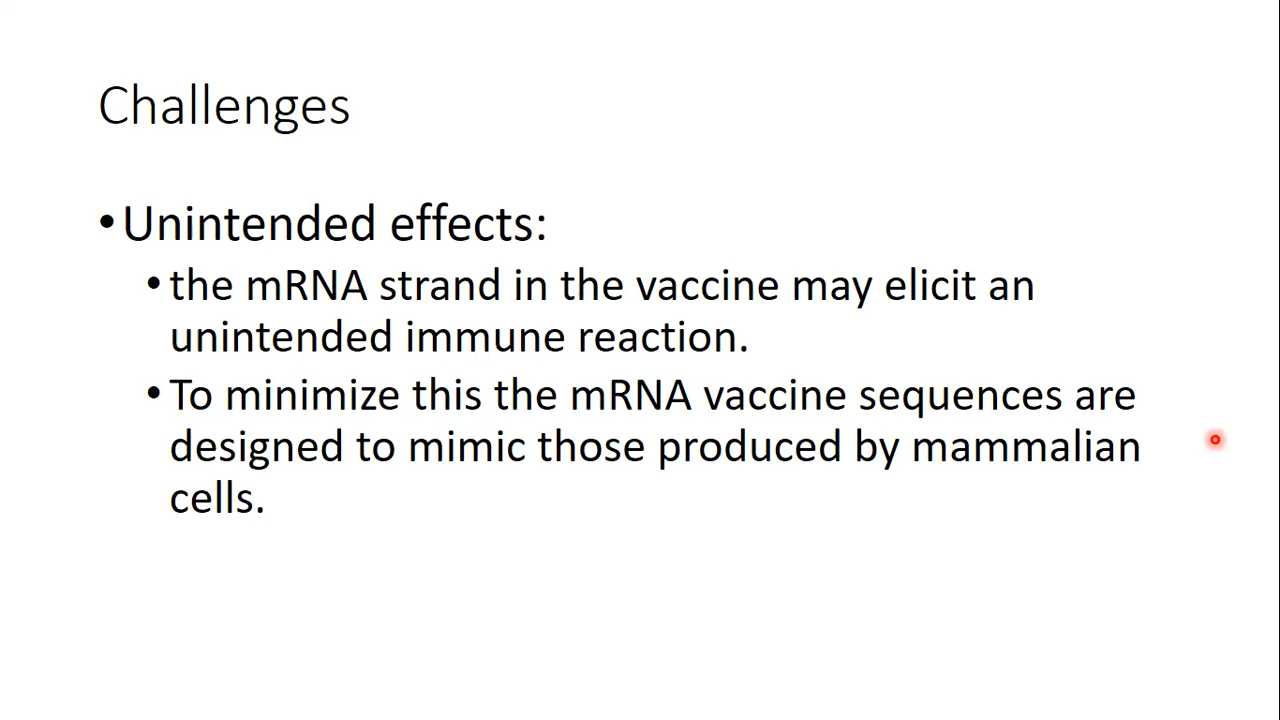 Challenges
•Unintended effects:
•the mRNA strand in the vaccine may elicit an
unintended immune reaction.
•To minimize this the mRNA vaccine sequences are
designed to mimic those produced by mammalian
cells.